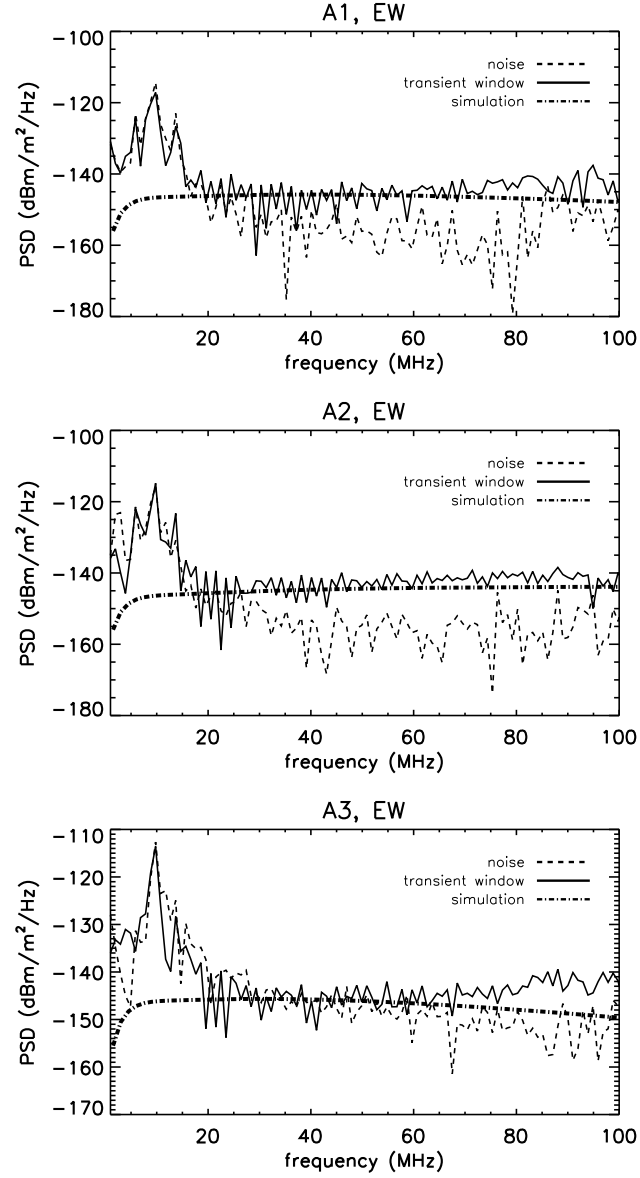 A1, EW
−100
−120
−140
−160
−180
PSD (dBm/m²/Hz)
noise
transient window
simulation
20 40 60 80 100
frequency (MHz)
A2, EW
−100
−120
−140
−160
−180
PSD (dBm/m²/Hz)
noise
transient window
simulation
20 40 60 80 100
frequency (MHz)
A3, EW
−110
−120
−130
−140
−150
−160
−170
PSD (dBm/m²/Hz)
noise
transient window
simulation
20 40 60 80 100
frequency (MHz)